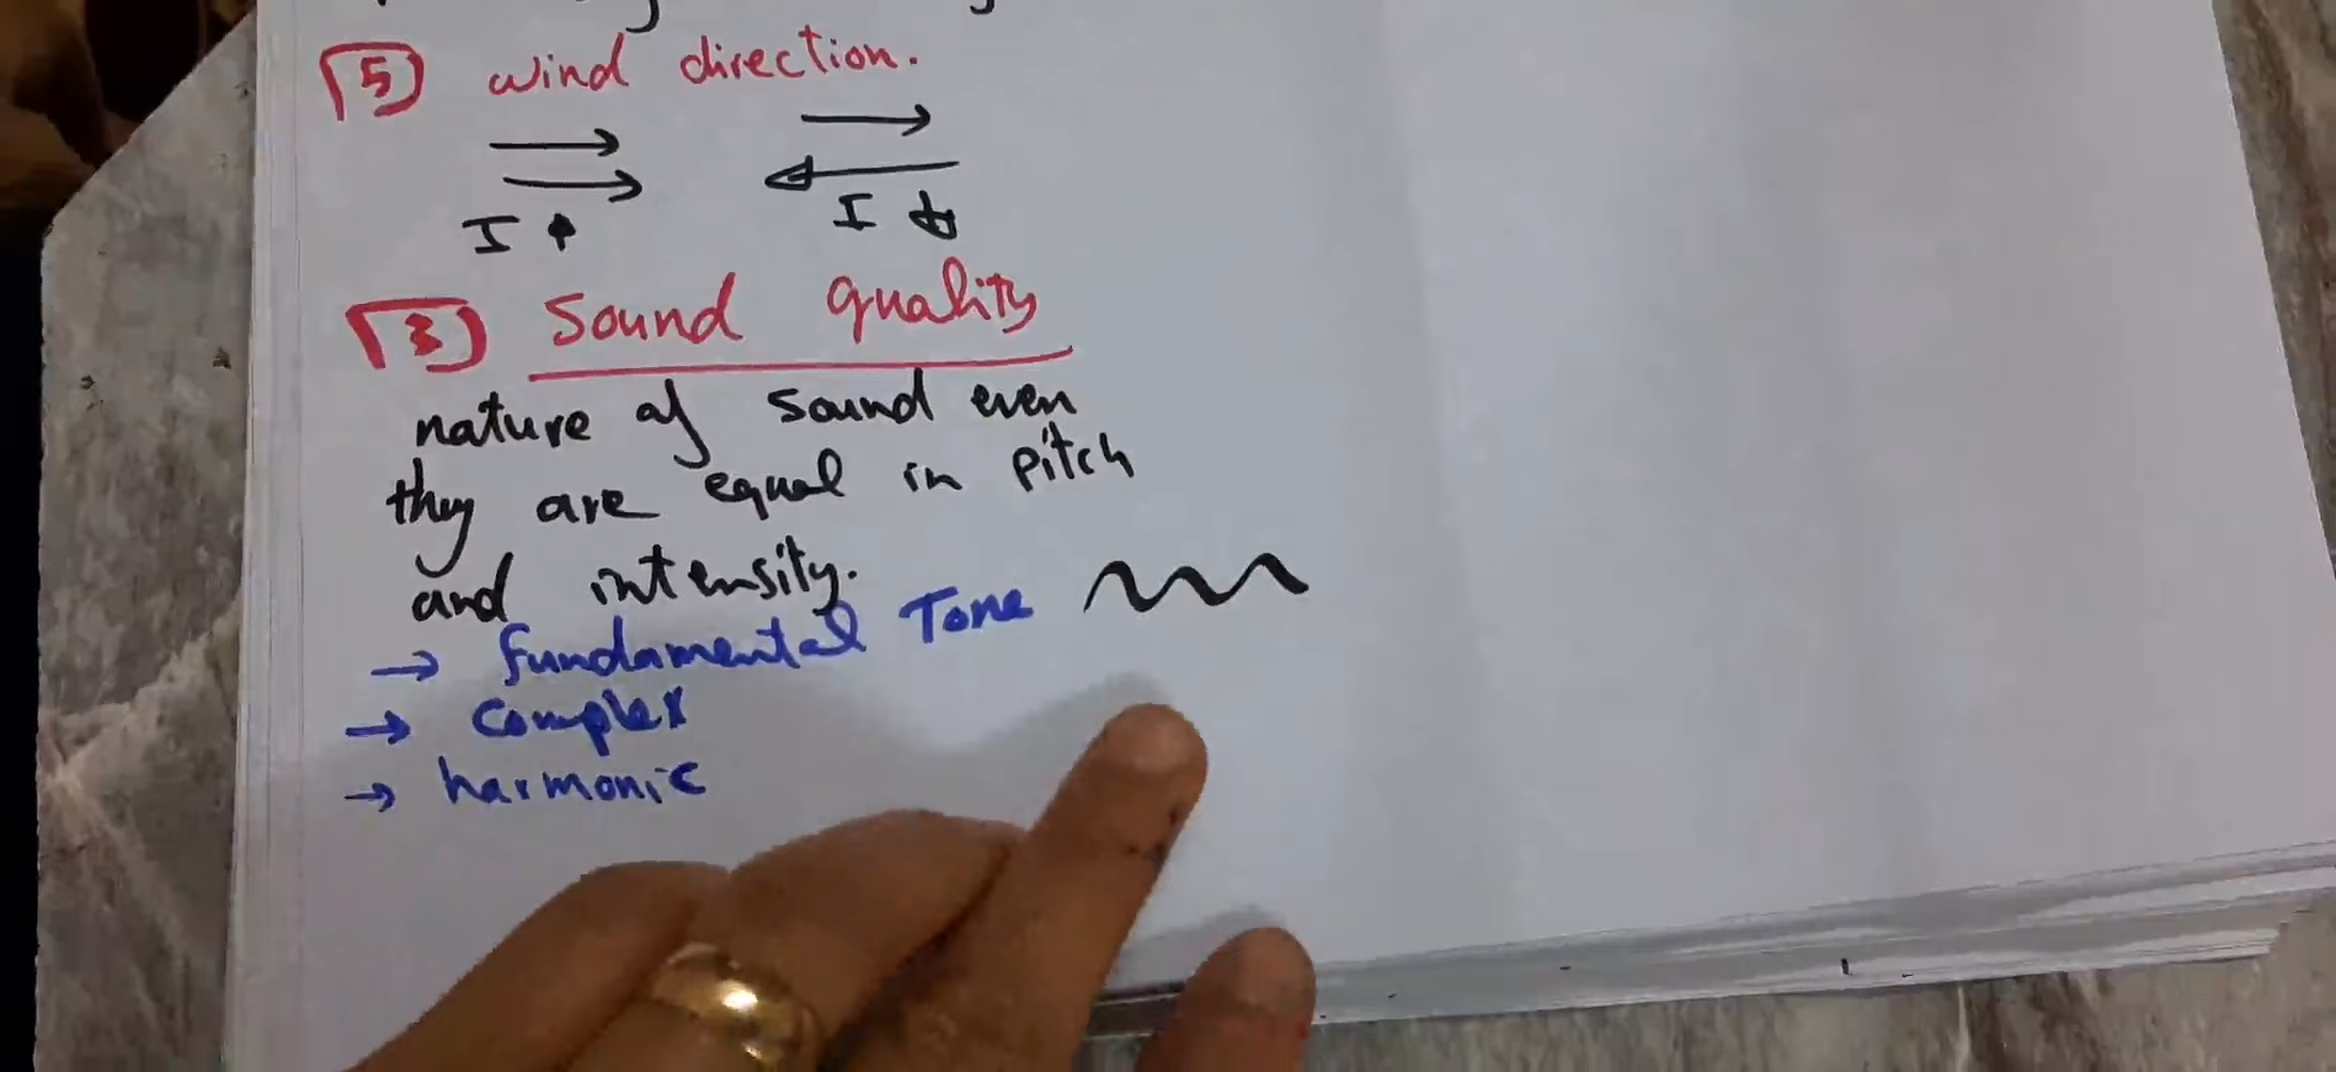 5 wind direction.
I I
3 Sound quality
nature of sound even
they are equal in pitch
and intensity.
→ fundamental Tone
→ Complex
→ harmonic